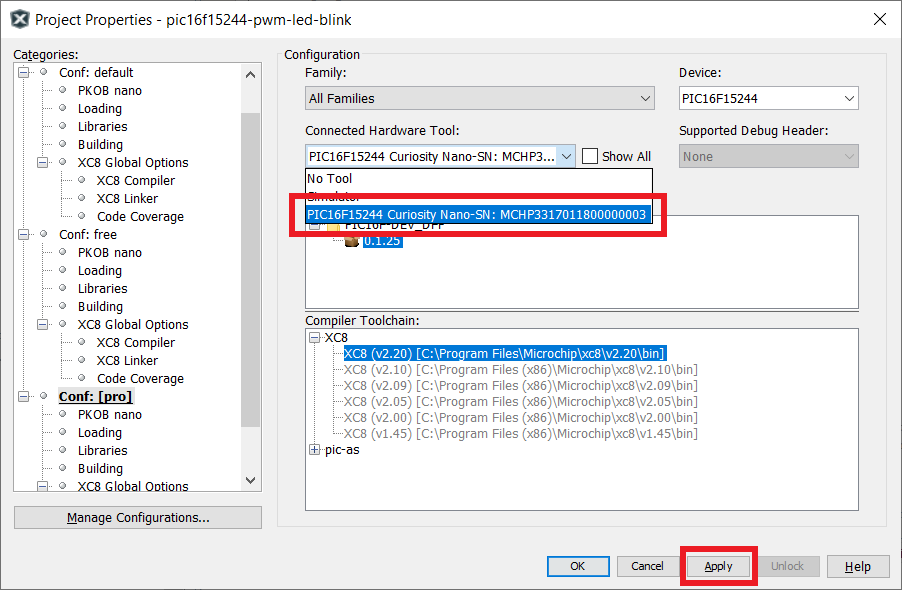 Project Properties - pic16f15244-pwm-led-blink
Categories:
Conf: default
PKOB nano
Loading
Libraries
Building
XC8 Global Options
XC8 Compiler
XC8 Linker
Code Coverage
Conf: free
PKOB nano
Loading
Libraries
Building
XC8 Global Options
XC8 Compiler
XC8 Linker
Code Coverage
Conf: [pro]
PKOB nano
Loading
Libraries
Building
XC8 Global Options
Manage Configurations...
Configuration
Family:
All Families
Device:
PIC16F15244
Connected Hardware Tool:
PIC16F15244 Curiosity Nano-SN: MCHP3...
Show All
Supported Debug Header:
None
No Tool
Simulator
PIC16F15244 Curiosity Nano-SN: MCHP3317011800000003
PIC16F-DEV_DFP
0.1.25
Compiler Toolchain:
XC8
XC8 (v2.20) [C:\Program Files\Microchip\xc8\v2.20\bin]
XC8 (v2.10) [C:\Program Files (x86)\Microchip\xc8\v2.10\bin]
XC8 (v2.09) [C:\Program Files (x86)\Microchip\xc8\v2.09\bin]
XC8 (v2.05) [C:\Program Files (x86)\Microchip\xc8\v2.05\bin]
XC8 (v2.00) [C:\Program Files (x86)\Microchip\xc8\v2.00\bin]
XC8 (v1.45) [C:\Program Files (x86)\Microchip\xc8\v1.45\bin]
pic-as
OK
Cancel
Apply
Unlock
Help